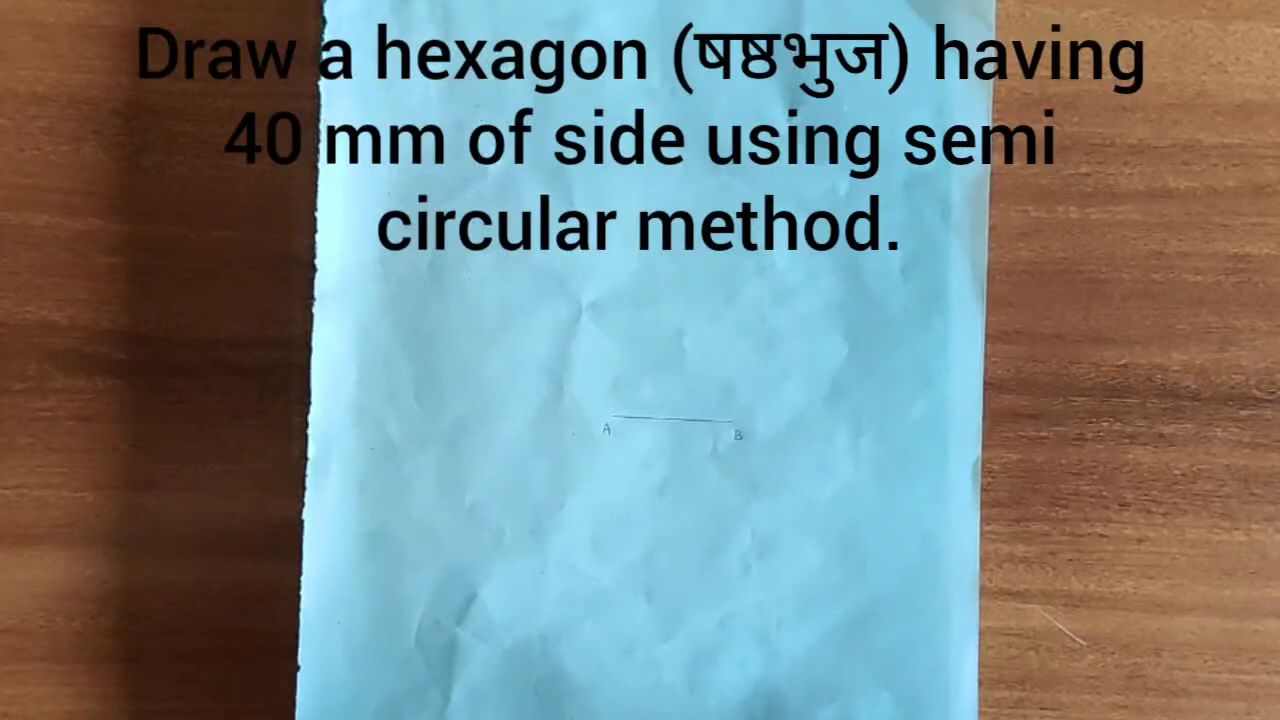 Draw a hexagon (षष्ठभुज) having
40 mm of side using semi
circular method.
A
B